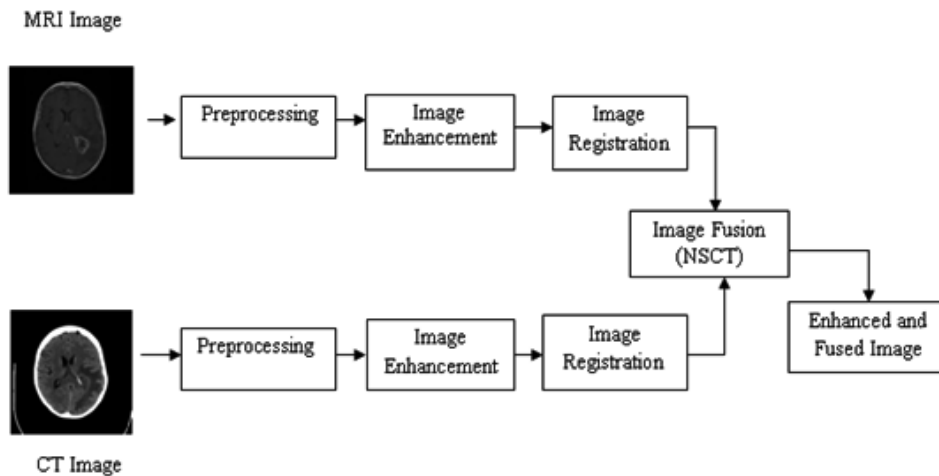 MRI Image
Preprocessing
Image
Enhancement
Image
Registration
Image Fusion
(NSCT)
Enhanced and
Fused Image
Preprocessing
Image
Enhancement
Image
Registration
CT Image